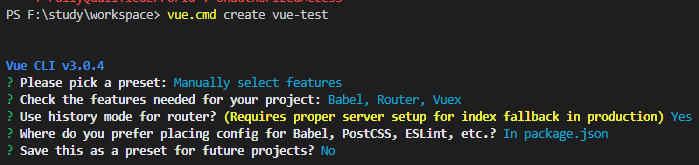 PS F:\study\workspace> vue.cmd create vue-test
Vue CLI v3.0.4
? Please pick a preset: Manually select features
? Check the features needed for your project: Babel, Router, Vuex
? Use history mode for router? (Requires proper server setup for index fallback in production) Yes
? Where do you prefer placing config for Babel, PostCSS, ESLint, etc.? In package.json
? Save this as a preset for future projects? No